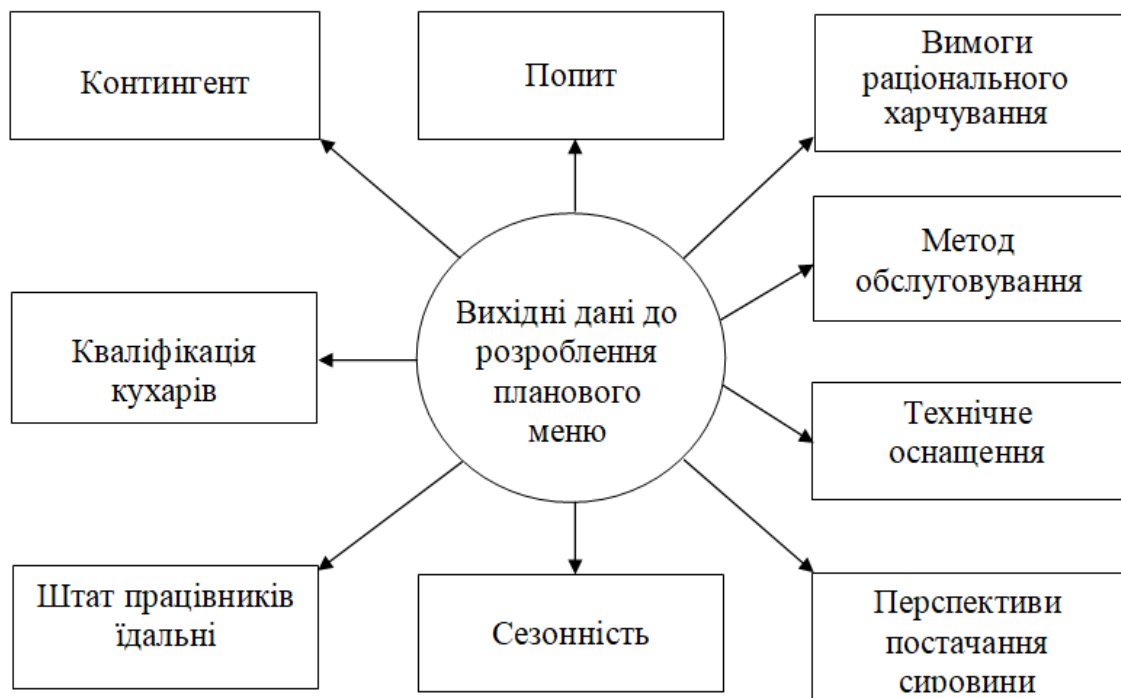 Контингент
Попит
Вимоги
раціонального
харчування
Метод
обслуговування
Вихідні дані до
розроблення
планового
меню
Кваліфікація
кухарів
Технічне
оснащення
Штат працівників
їдальні
Сезонність
Перспективи
постачання
сировини